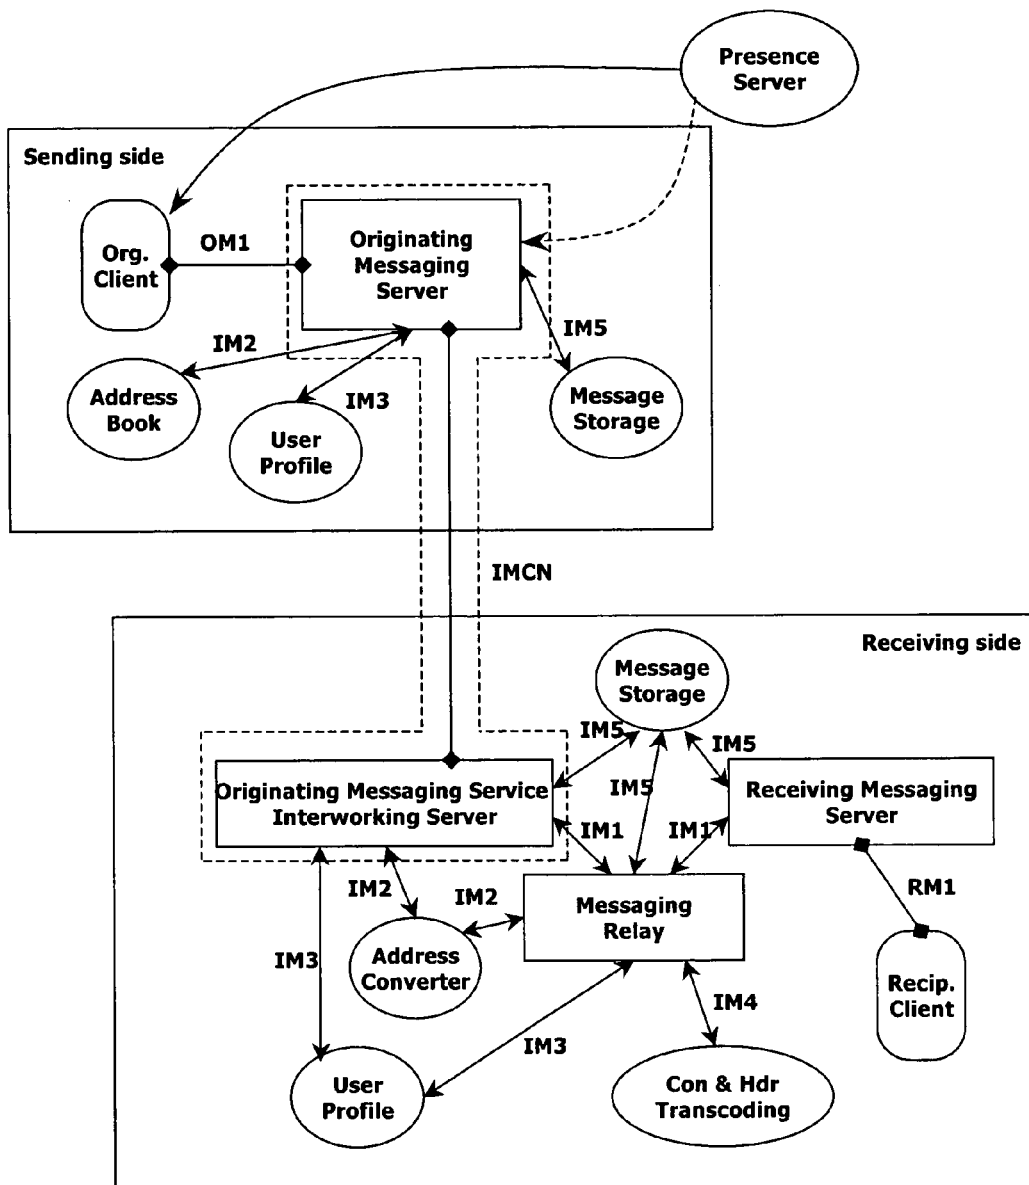 Presence
Server
Sending side
Org.
Client
OM1
Originating
Messaging
Server
IM2
IM5
IM3
Address
Book
User
Profile
Message
Storage
IMCN
Receiving side
Message
Storage
IM5
IM5
IM5
Originating Messaging Service
Interworking Server
Receiving Messaging
Server
IM1
IM1
IM2
IM2
Messaging
Relay
RM1
IM3
Address
Converter
Recip.
Client
IM4
IM3
User
Profile
Con & Hdr
Transcoding